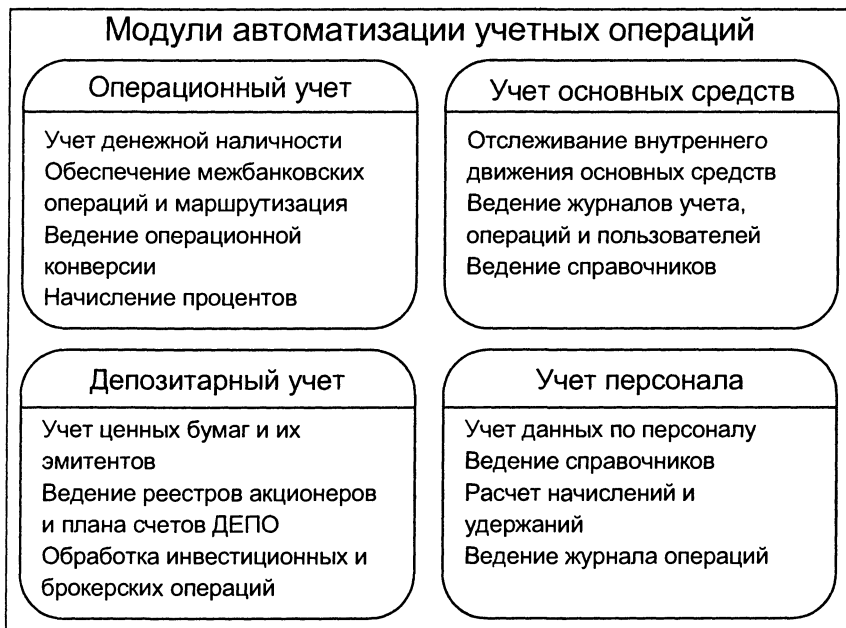 Модули автоматизации учетных операций
Операционный учет
Учет денежной наличности
Обеспечение межбанковских
операций и маршрутизация
Ведение операционной
конверсии
Начисление процентов
Учет основных средств
Отслеживание внутреннего
движения основных средств
Ведение журналов учета,
операций и пользователей
Ведение справочников
Депозитарный учет
Учет ценных бумаг и их
эмитентов
Ведение реестров акционеров
и плана счетов ДЕПО
Обработка инвестиционных и
брокерских операций
Учет персонала
Учет данных по персоналу
Ведение справочников
Расчет начислений и
удержаний
Ведение журнала операций